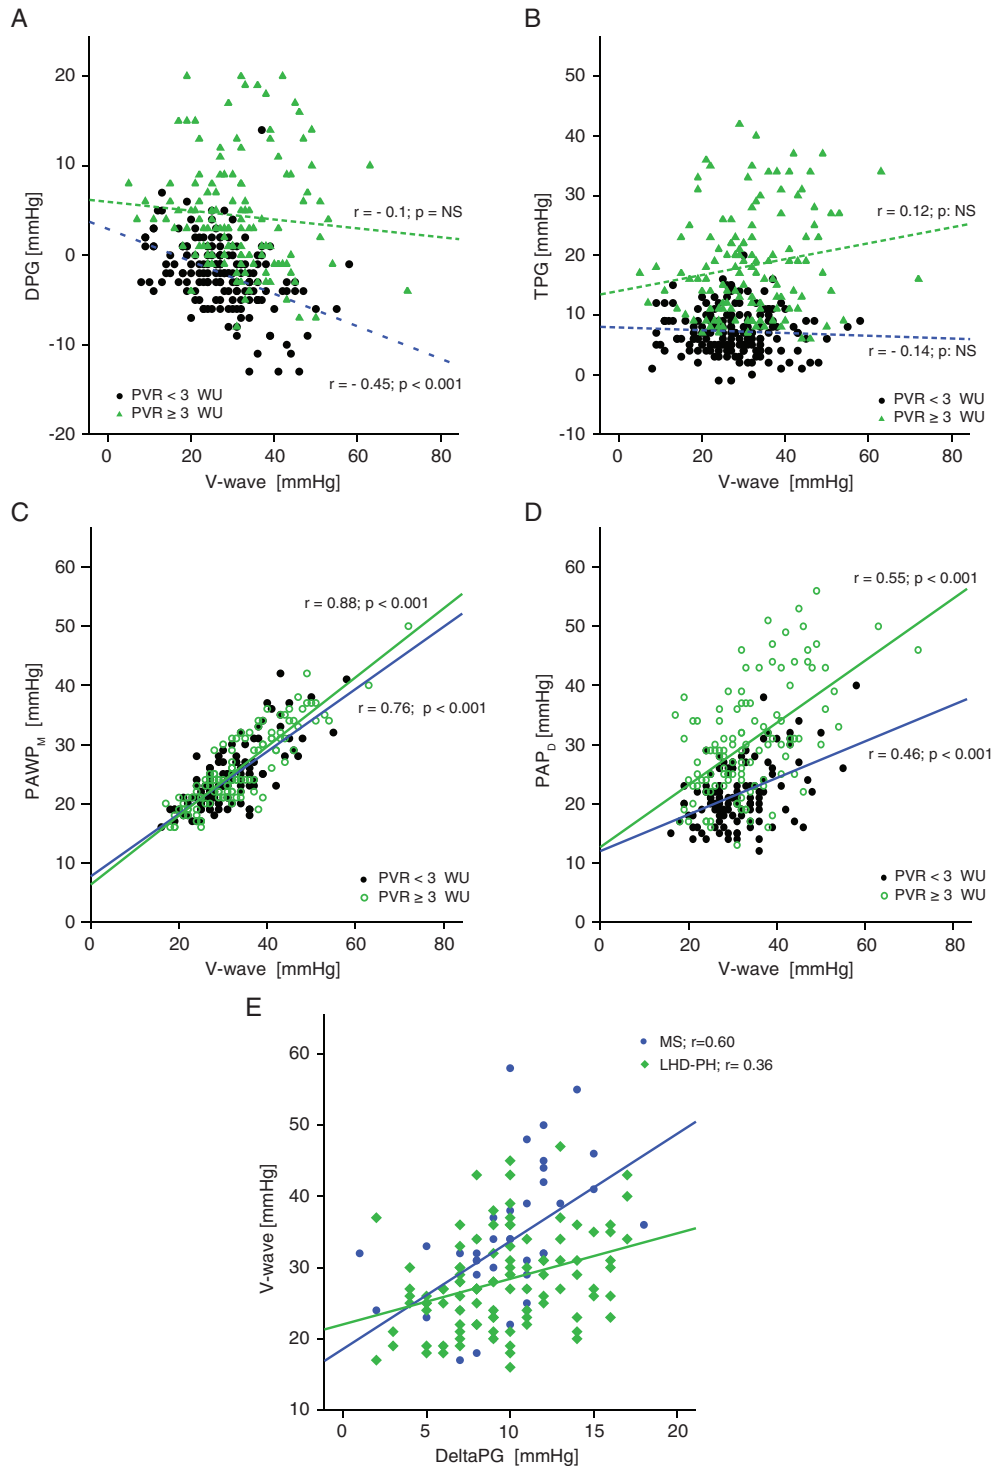 A
B
20
10
0
-10
-20
DPG [mmHg]
r = - 0.1; p = NS
r = - 0.45; p < 0.001
PVR < 3 WU
PVR ≥ 3 WU
0 20 40 60 80
V-wave [mmHg]
50
40
30
20
10
0
-10
TPG [mmHg]
r = 0.12; p: NS
r = - 0.14; p: NS
PVR < 3 WU
PVR ≥ 3 WU
0 20 40 60 80
V-wave [mmHg]
C
D
60
50
40
30
20
10
0
PAWP_M [mmHg]
r = 0.88; p < 0.001
r = 0.76; p < 0.001
PVR < 3 WU
PVR ≥ 3 WU
0 20 40 60 80
V-wave [mmHg]
60
50
40
30
20
10
0
PAP_D [mmHg]
r = 0.55; p < 0.001
r = 0.46; p < 0.001
PVR < 3 WU
PVR ≥ 3 WU
0 20 40 60 80
V-wave [mmHg]
E
60
50
40
30
20
10
V-wave [mmHg]
MS; r=0.60
LHD-PH; r= 0.36
0 5 10 15 20
DeltaPG [mmHg]